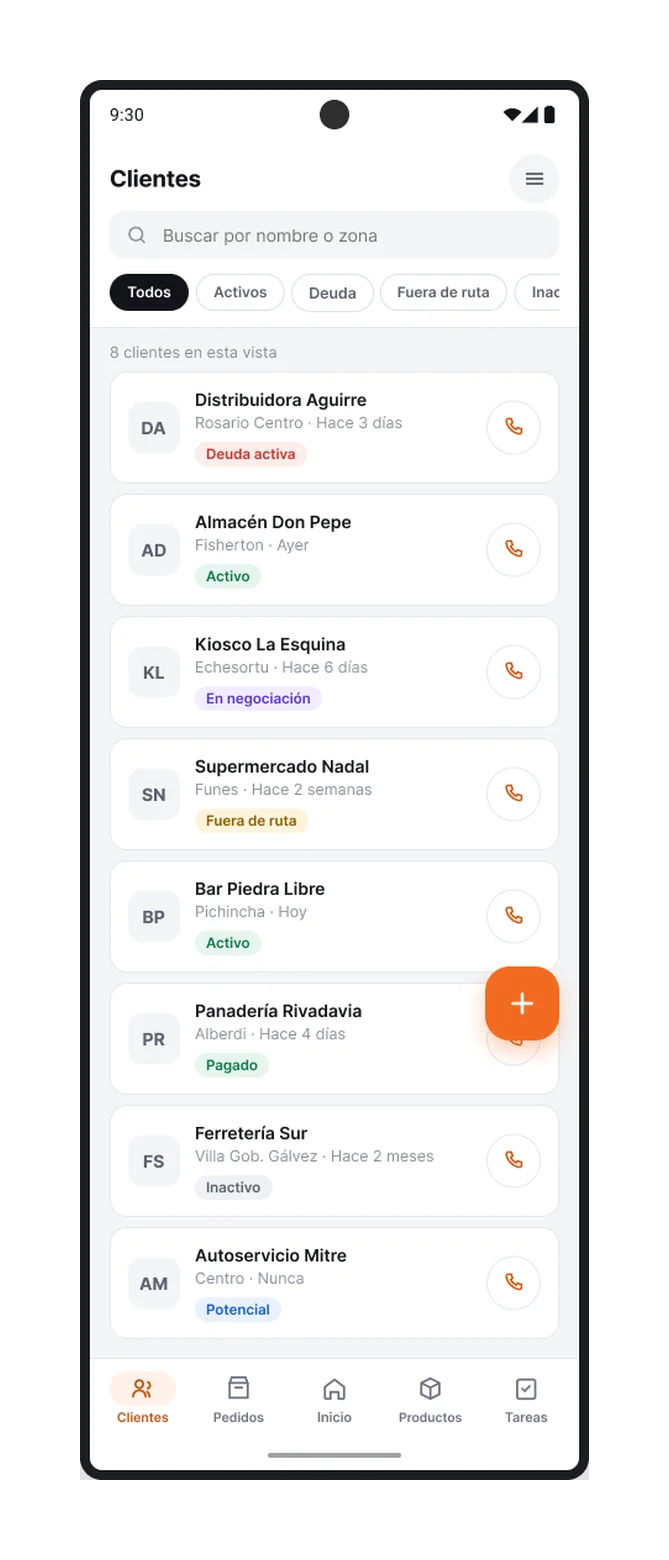 9:30
Clientes
Buscar por nombre o zona
Todos
Activos
Deuda
Fuera de ruta
Inac
8 clientes en esta vista
DA
Distribuidora Aguirre
Rosario Centro · Hace 3 días
Deuda activa
AD
Almacén Don Pepe
Fisherton · Ayer
Activo
KL
Kiosco La Esquina
Echesortu · Hace 6 días
En negociación
SN
Supermercado Nadal
Funes · Hace 2 semanas
Fuera de ruta
BP
Bar Piedra Libre
Pichincha · Hoy
Activo
PR
Panadería Rivadavia
Alberdi · Hace 4 días
Pagado
FS
Ferretería Sur
Villa Gob. Gálvez · Hace 2 meses
Inactivo
AM
Autoservicio Mitre
Centro · Nunca
Potencial
Clientes
Pedidos
Inicio
Productos
Tareas